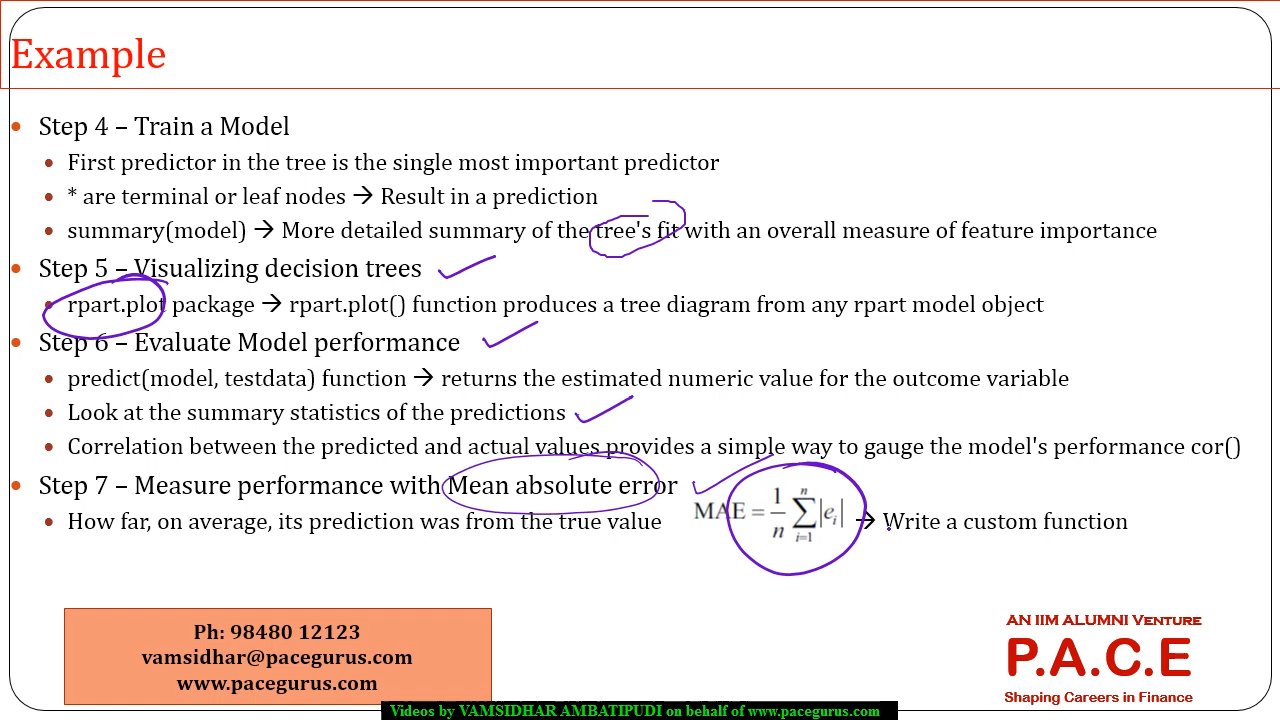 Example
• Step 4 – Train a Model
• First predictor in the tree is the single most important predictor
• * are terminal or leaf nodes → Result in a prediction
• summary(model) → More detailed summary of the tree's fit with an overall measure of feature importance
• Step 5 – Visualizing decision trees
• rpart.plot package → rpart.plot() function produces a tree diagram from any rpart model object
• Step 6 – Evaluate Model performance
• predict(model, testdata) function → returns the estimated numeric value for the outcome variable
• Look at the summary statistics of the predictions
• Correlation between the predicted and actual values provides a simple way to gauge the model's performance cor()
• Step 7 – Measure performance with Mean absolute error
• How far, on average, its prediction was from the true value MAE = 1/n ∑_{i=1}^{n} |e_i| → Write a custom function
Ph: 98480 12123
vamsidhar@pacegurus.com
www.pacegurus.com
AN IIM ALUMNI VENTURE
P.A.C.E
Shaping Careers in Finance
Videos by VAMSIDHAR AMBATIPUDI on behalf of www.pacegurus.com